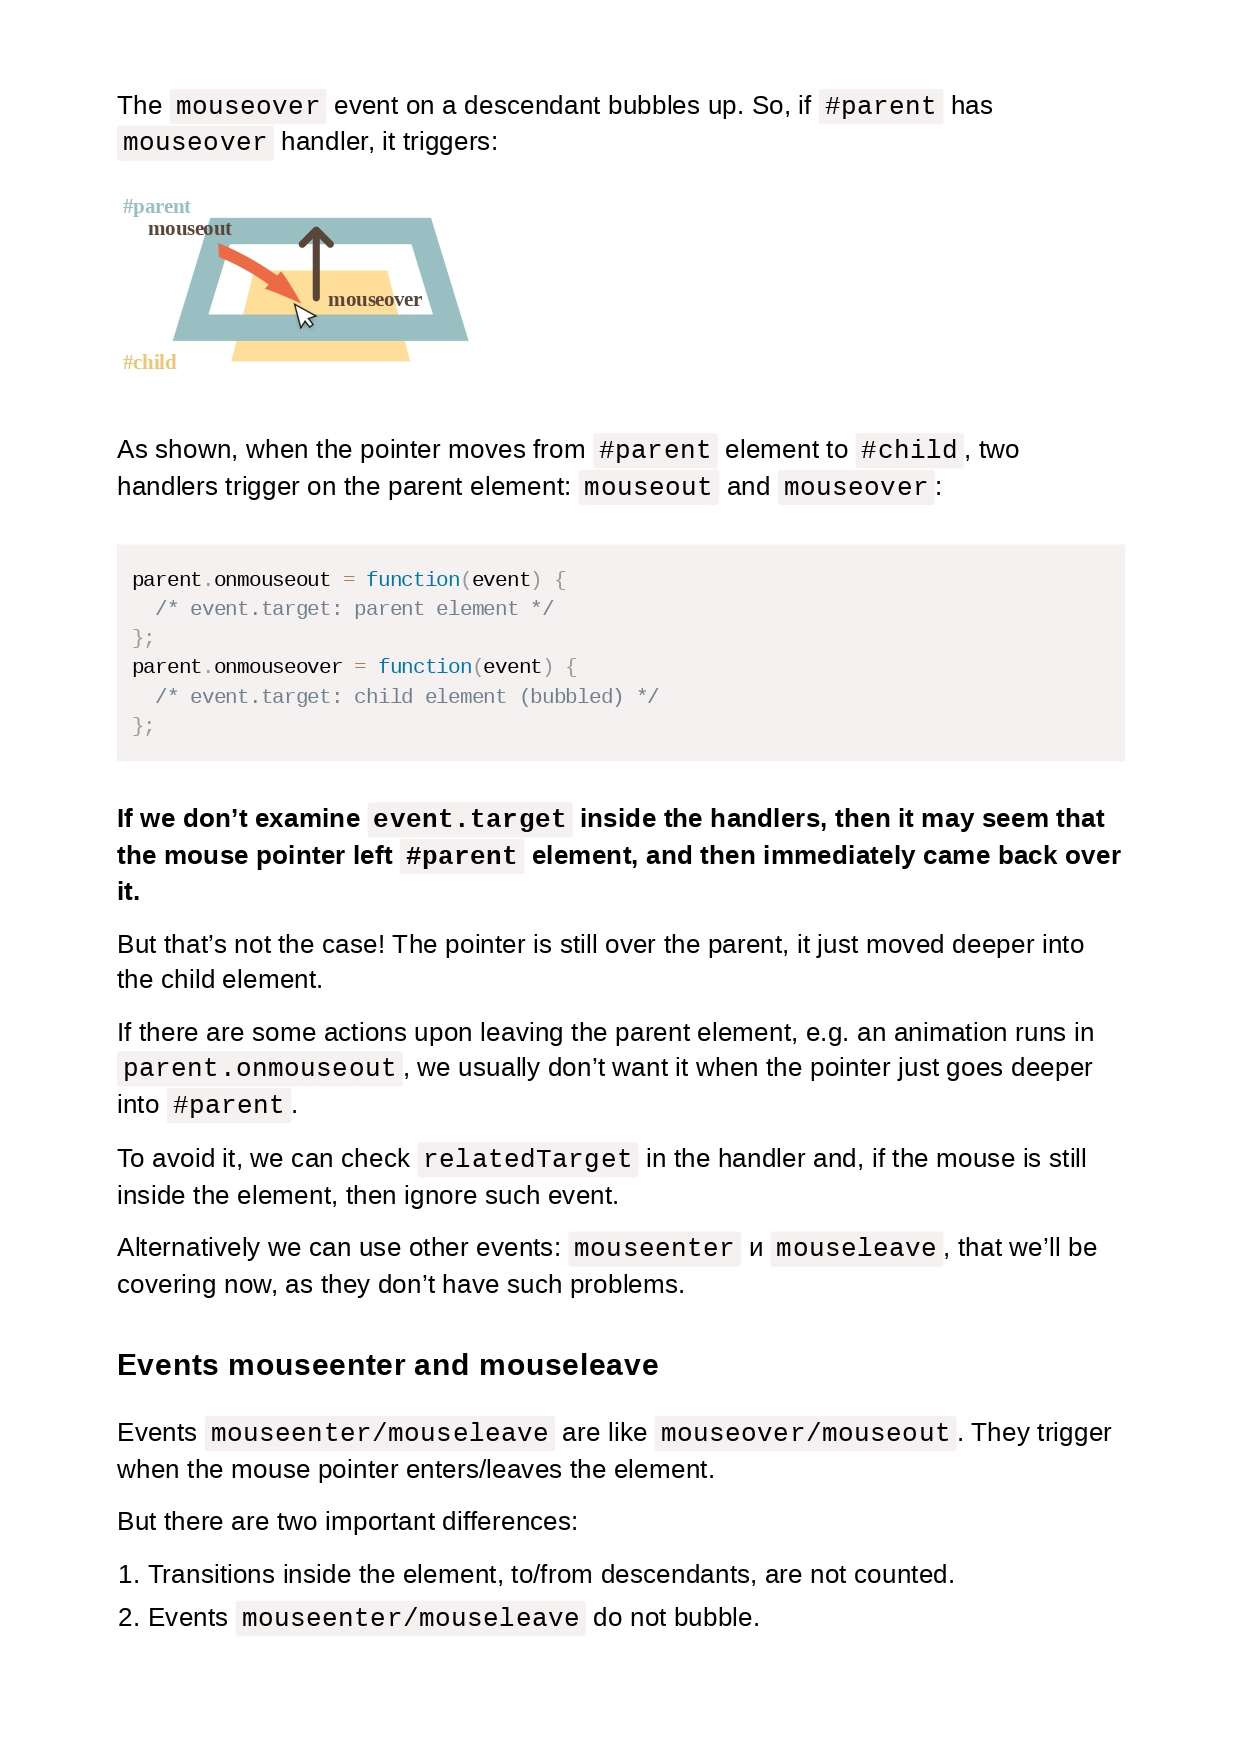 The mouseover event on a descendant bubbles up. So, if #parent has
mouseover handler, it triggers:
#parent
mouseout
mouseover
#child
As shown, when the pointer moves from #parent element to #child, two
handlers trigger on the parent element: mouseout and mouseover:
parent.onmouseout = function(event) {
  /* event.target: parent element */
};
parent.onmouseover = function(event) {
  /* event.target: child element (bubbled) */
};
If we don’t examine event.target inside the handlers, then it may seem that
the mouse pointer left #parent element, and then immediately came back over
it.
But that’s not the case! The pointer is still over the parent, it just moved deeper into
the child element.
If there are some actions upon leaving the parent element, e.g. an animation runs in
parent.onmouseout, we usually don’t want it when the pointer just goes deeper
into #parent.
To avoid it, we can check relatedTarget in the handler and, if the mouse is still
inside the element, then ignore such event.
Alternatively we can use other events: mouseenter и mouseleave, that we’ll be
covering now, as they don’t have such problems.
Events mouseenter and mouseleave
Events mouseenter/mouseleave are like mouseover/mouseout. They trigger
when the mouse pointer enters/leaves the element.
But there are two important differences:
1. Transitions inside the element, to/from descendants, are not counted.
2. Events mouseenter/mouseleave do not bubble.